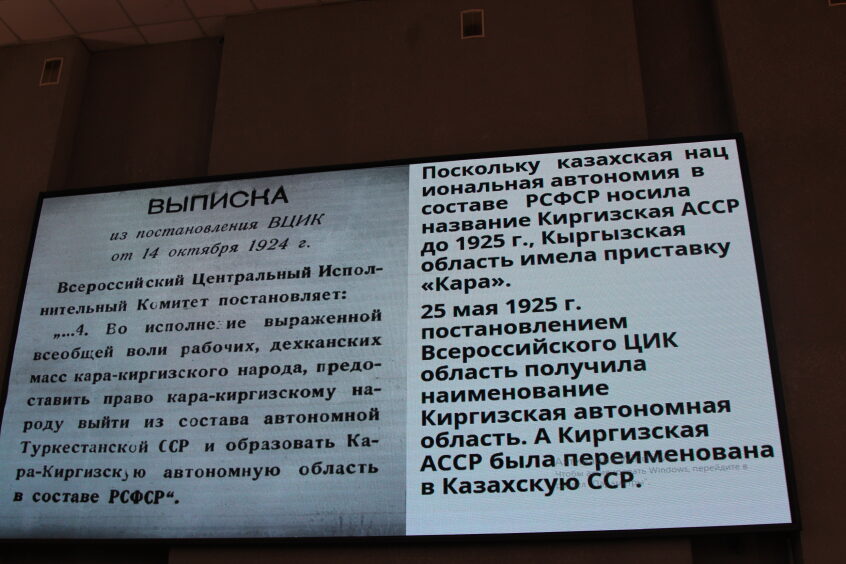 ВЫПИСКА
из постановления ВЦИК
от 14 октября 1924 г.
Всероссийский Центральный Испол-
нительный Комитет постановляет:
„...4. Во исполнение выраженной
всеобщей воли рабочих, дехканских
масс кара-киргизского народа, предо-
ставить право кара-киргизскому на-
роду выйти из состава автономной
Туркестанской ССР и образовать Ка-
ра-Киргизскую автономную область
в составе РСФСР“.
Поскольку казахская нац
иональная автономия в
составе РСФСР носила
название Киргизская АССР
до 1925 г., Кыргызская
область имела приставку
«Кара».
25 мая 1925 г.
постановлением
Всероссийского ЦИК
область получила
наименование
Киргизская автономная
область. А Киргизская
АССР была переименована
в Казахскую ССР.
Чтобы активировать Windows, перейдите в